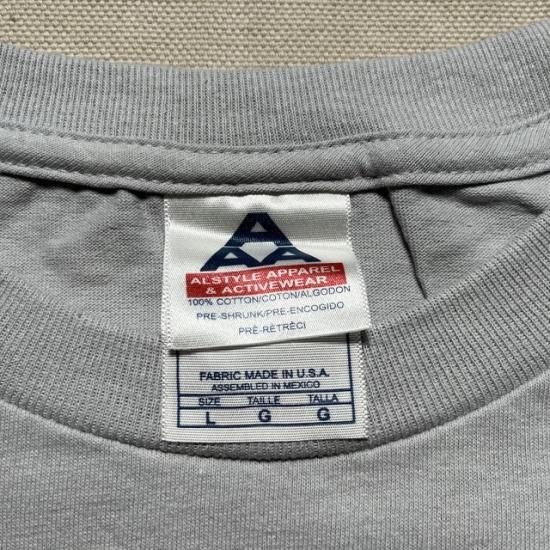 A
AAA
ALSTYLE APPAREL
& ACTIVEWEAR
100% COTTON/COTON/ALGODON
PRE-SHRUNK/PRE-ENCOGIDO
PRÉ-RÉTRÉCI
FABRIC MADE IN U.S.A.
ASSEMBLED IN MEXICO
SIZE TAILLE TALLA
L G G